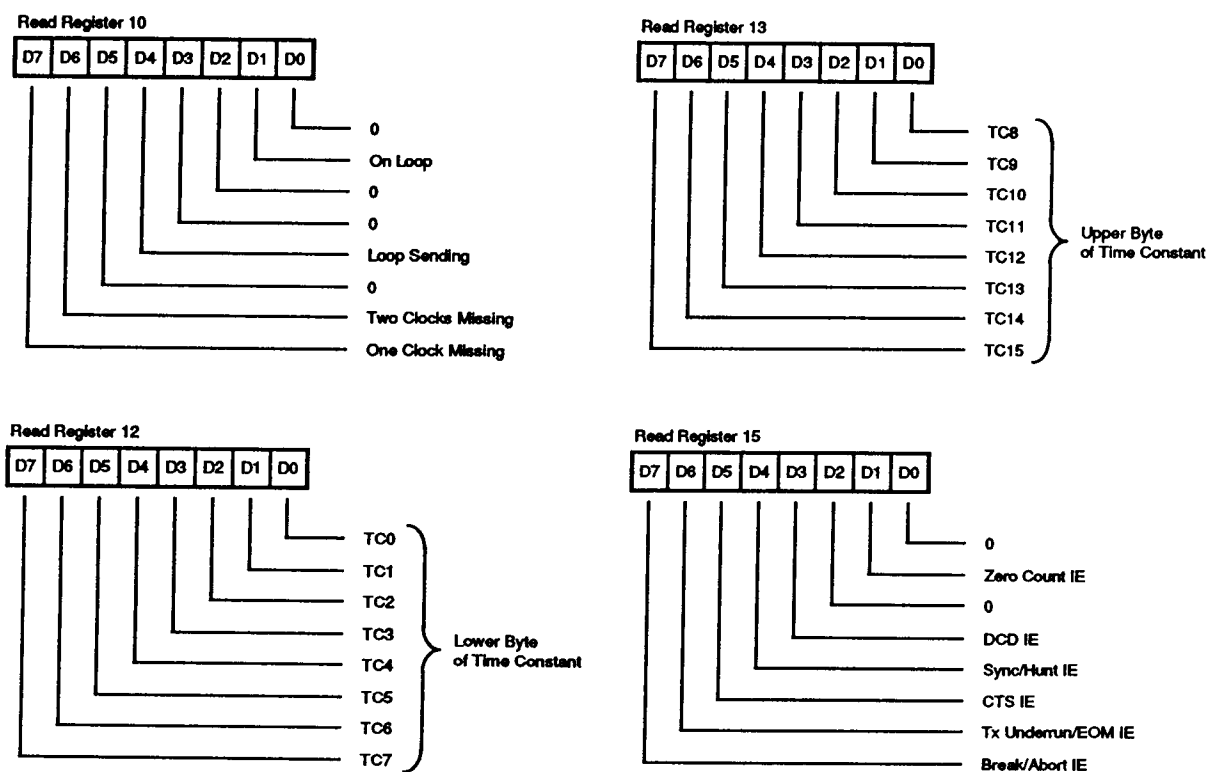 Read Register 10
D7 D6 D5 D4 D3 D2 D1 D0
0
On Loop
0
0
Loop Sending
0
Two Clocks Missing
One Clock Missing
Read Register 13
D7 D6 D5 D4 D3 D2 D1 D0
TC8
TC9
TC10
TC11
TC12
TC13
TC14
TC15
Upper Byte
of Time Constant
Read Register 12
D7 D6 D5 D4 D3 D2 D1 D0
TC0
TC1
TC2
TC3
TC4
TC5
TC6
TC7
Lower Byte
of Time Constant
Read Register 15
D7 D6 D5 D4 D3 D2 D1 D0
0
Zero Count IE
0
DCD IE
Sync/Hunt IE
CTS IE
Tx Underrun/EOM IE
Break/Abort IE